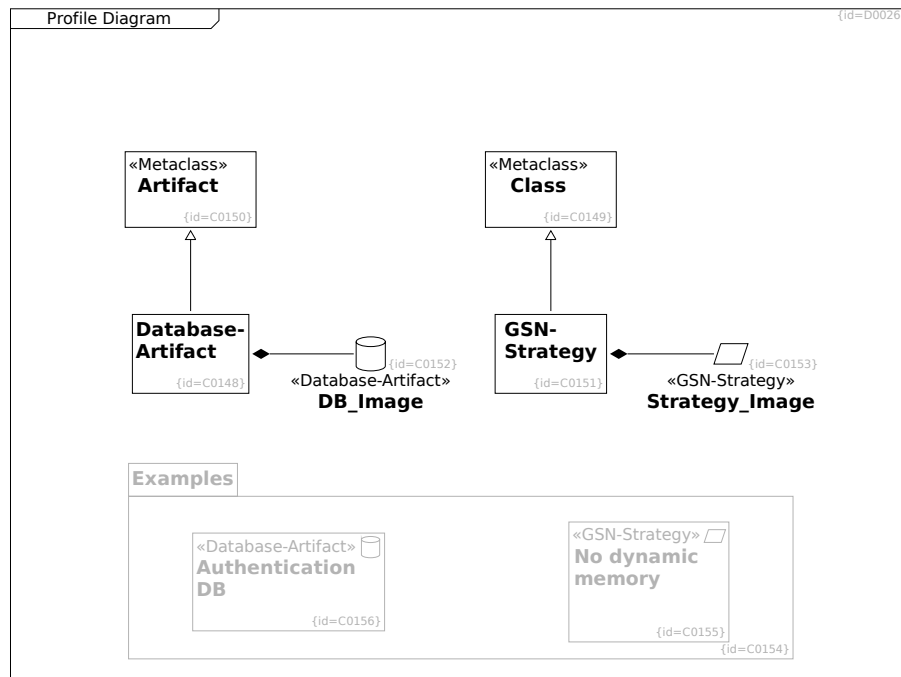 Profile Diagram
{id=D0026
«Metaclass»
Artifact
{id=C0150}
«Metaclass»
Class
{id=C0149}
Database-
Artifact
{id=C0148}
{id=C0152}
«Database-Artifact»
DB_Image
GSN-
Strategy
{id=C0151}
{id=C0153}
«GSN-Strategy»
Strategy_Image
Examples
«Database-Artifact»
Authentication
DB
{id=C0156}
«GSN-Strategy»
No dynamic
memory
{id=C0155}
{id=C0154}